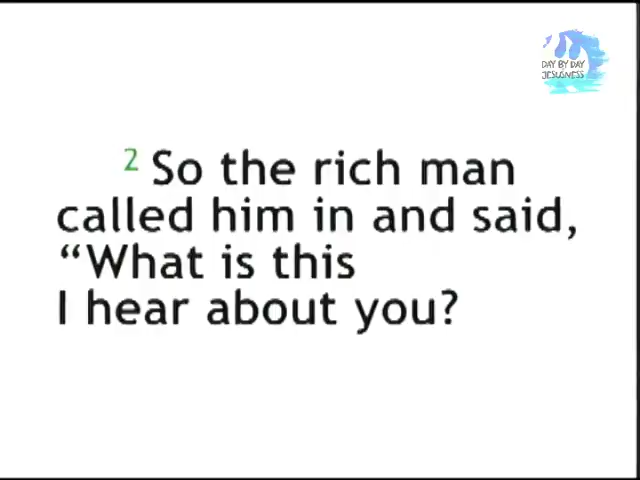 DAY BY DAY
JESUSNESS
2 So the rich man
called him in and said,
“What is this
I hear about you?